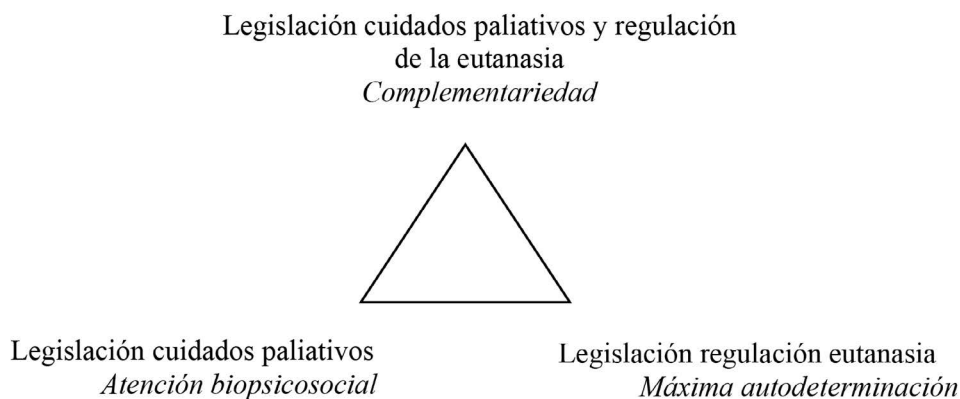 Legislación cuidados paliativos y regulación
de la eutanasia
Complementariedad
Legislación cuidados paliativos
Atención biopsicosocial
Legislación regulación eutanasia
Máxima autodeterminación